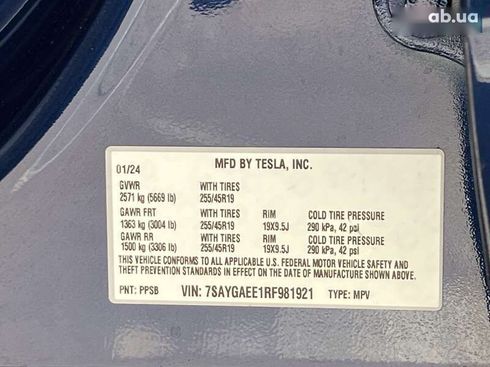 ab.ua
01/24 MFD BY TESLA, INC.
GVWR WITH TIRES
2571 kg (5669 lb) 255/45R19
GAWR FRT WITH TIRES RIM COLD TIRE PRESSURE
1363 kg (3004 lb) 255/45R19 19X9.5J 290 kPa, 42 psi
GAWR RR WITH TIRES RIM COLD TIRE PRESSURE
1500 kg (3306 lb) 255/45R19 19X9.5J 290 kPa, 42 psi
THIS VEHICLE CONFORMS TO ALL APPLICABLE
U.S. FEDERAL MOTOR VEHICLE SAFETY AND
THEFT PREVENTION STANDARDS IN
EFFECT ON THE DATE OF MANUFACTURE SHOWN ABOVE.
PNT: PPSB VIN: 7SAYGAEE1RF981921 TYPE: MPV